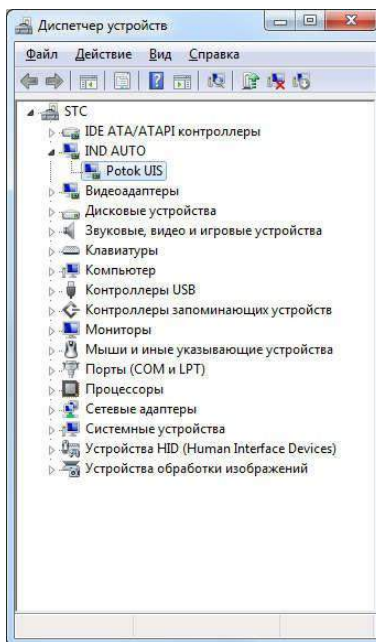 Диспетчер устройств
Файл Действие Вид Справка
STC
IDE ATA/ATAPI контроллеры
IND AUTO
Potok UIS
Видеоадаптеры
Дисковые устройства
Звуковые, видео и игровые устройства
Клавиатуры
Компьютер
Контроллеры USB
Контроллеры запоминающих устройств
Мониторы
Мыши и иные указывающие устройства
Порты (COM и LPT)
Процессоры
Сетевые адаптеры
Системные устройства
Устройства HID (Human Interface Devices)
Устройства обработки изображений